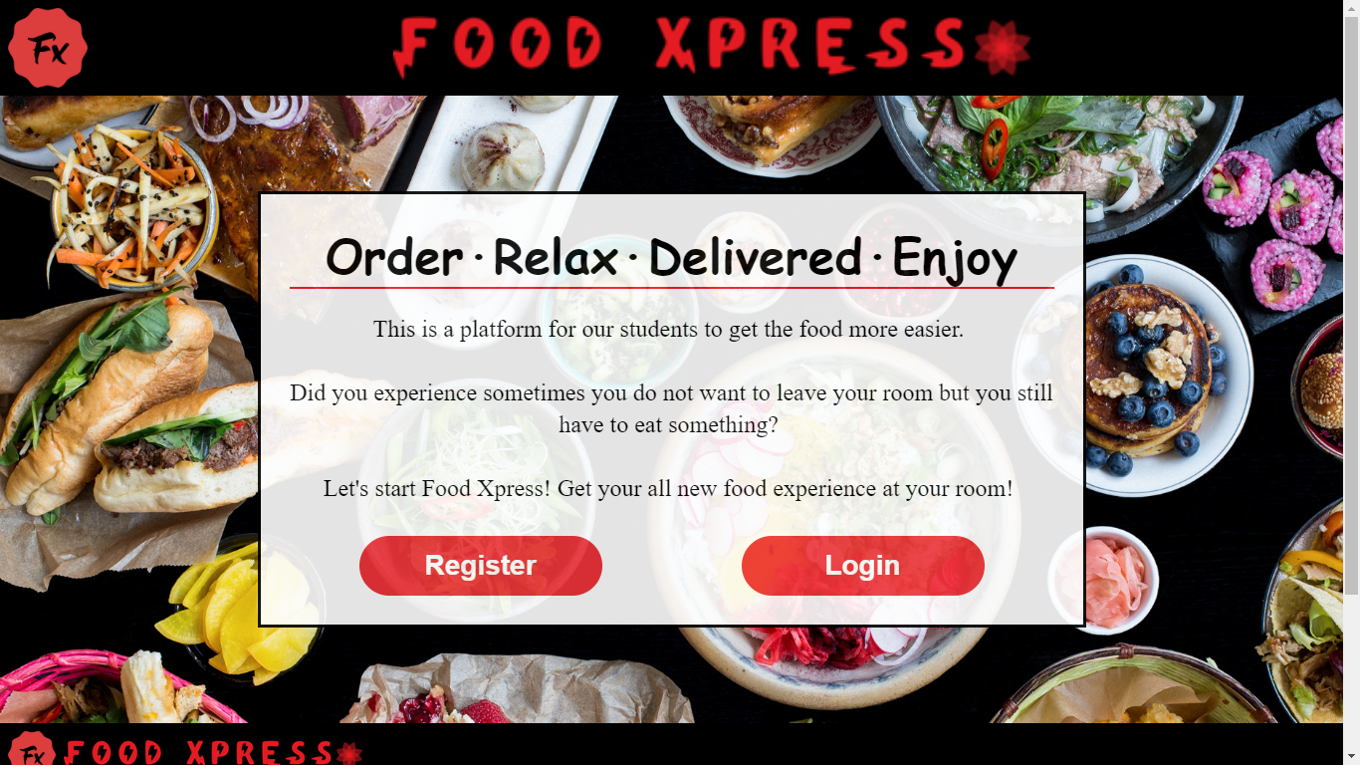 Fx
FOOD XPRESS
Order · Relax · Delivered · Enjoy
This is a platform for our students to get the food more easier.
Did you experience sometimes you do not want to leave your room but you still
have to eat something?
Let's start Food Xpress! Get your all new food experience at your room!
Register
Login
Fx
FOOD XPRESS